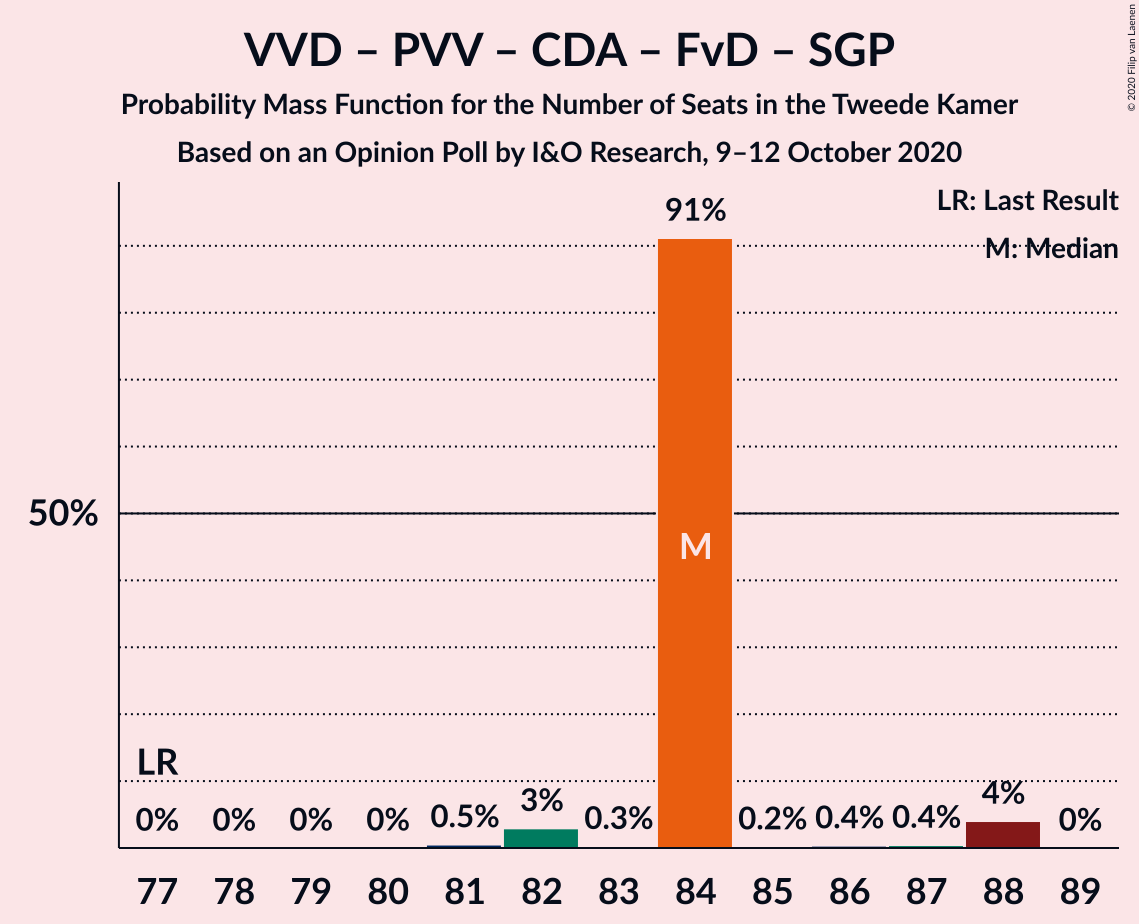 VVD – PVV – CDA – FvD – SGP
Probability Mass Function for the Number of Seats in the Tweede Kamer
Based on an Opinion Poll by I&O Research, 9–12 October 2020
© 2020 Filip van Laenen
LR: Last Result
M: Median
91%
50%
M
LR
0% 0% 0% 0% 0.5% 3% 0.3% 0.2% 0.4% 0.4% 4% 0%
77 78 79 80 81 82 83 84 85 86 87 88 89